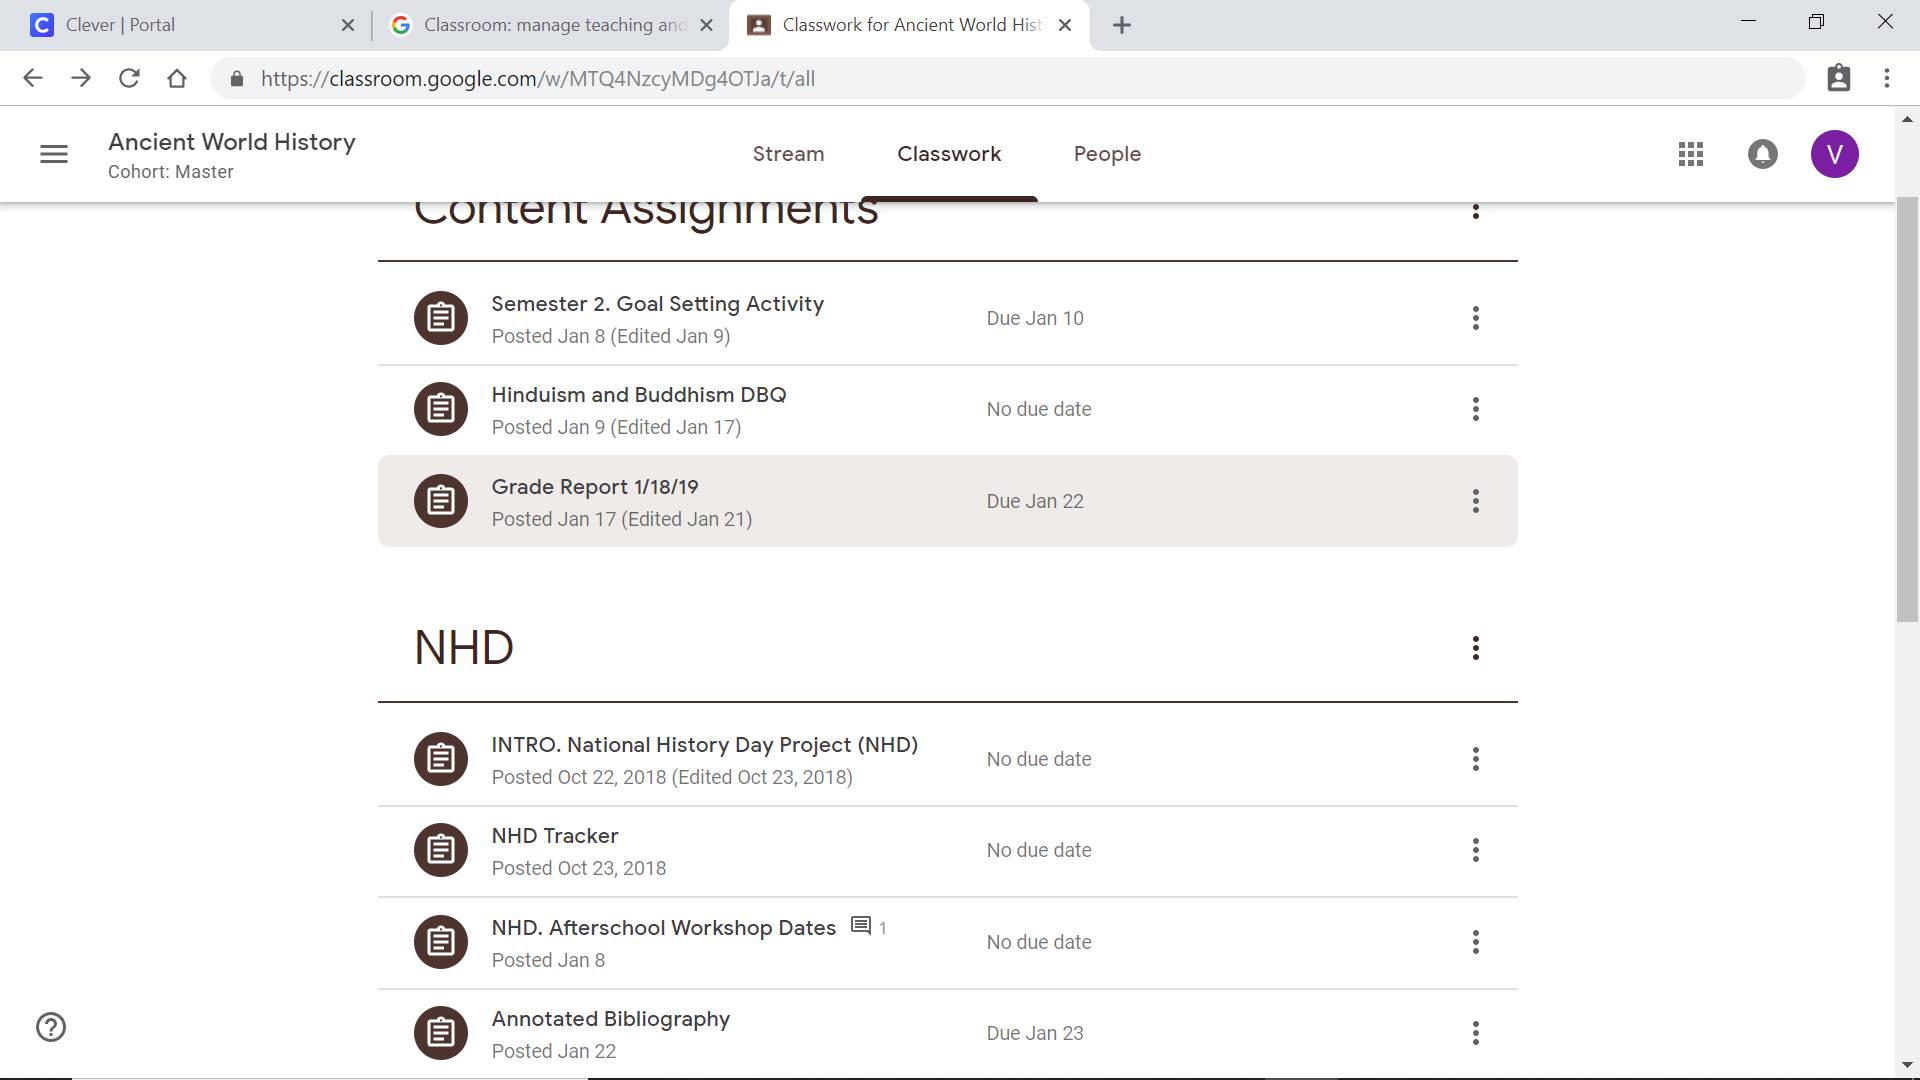 Clever | Portal
Classroom: manage teaching and
Classwork for Ancient World Hist
https://classroom.google.com/w/MTQ4NzcyMDg4OTJa/t/all
Ancient World History
Cohort: Master
Stream
Classwork
People
V
Content Assignments
Semester 2. Goal Setting Activity
Posted Jan 8 (Edited Jan 9)
Due Jan 10
Hinduism and Buddhism DBQ
Posted Jan 9 (Edited Jan 17)
No due date
Grade Report 1/18/19
Posted Jan 17 (Edited Jan 21)
Due Jan 22
NHD
INTRO. National History Day Project (NHD)
Posted Oct 22, 2018 (Edited Oct 23, 2018)
No due date
NHD Tracker
Posted Oct 23, 2018
No due date
NHD. Afterschool Workshop Dates 1
Posted Jan 8
No due date
Annotated Bibliography
Posted Jan 22
Due Jan 23